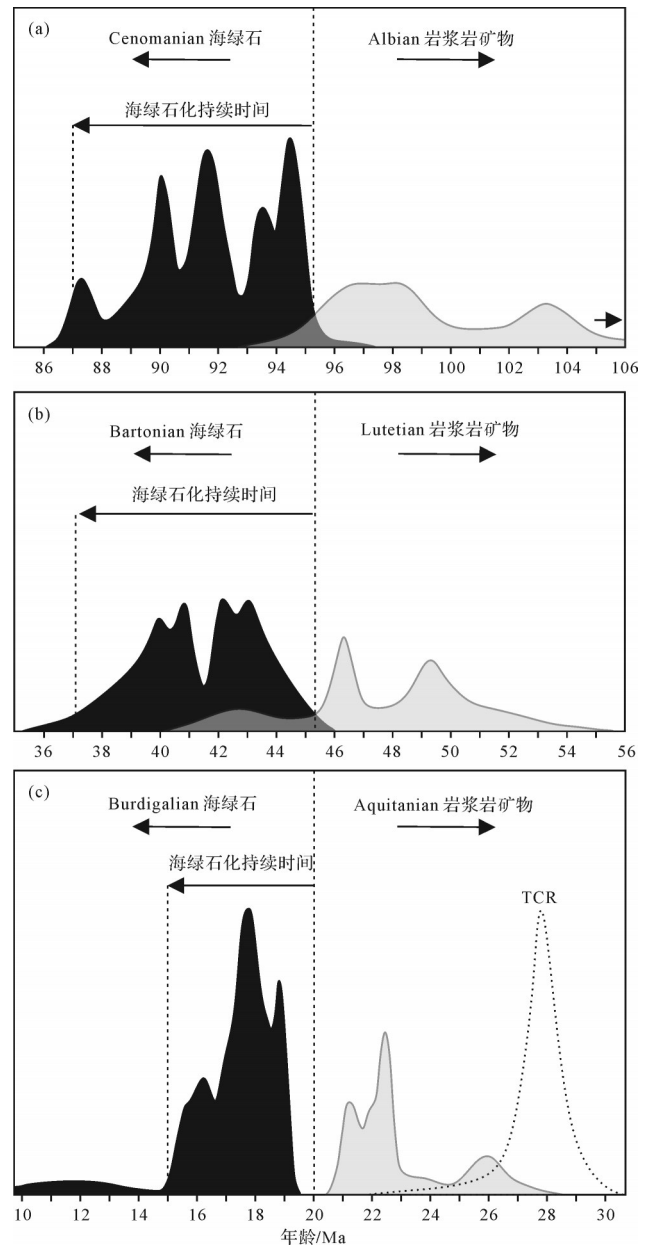 (a)
Cenomanian 海绿石
Albian 岩浆岩矿物
海绿石化持续时间
86 88 90 92 94 96 98 100 102 104 106
(b)
Bartonian 海绿石
Lutetian 岩浆岩矿物
海绿石化持续时间
36 38 40 42 44 46 48 50 52 54 56
(c)
Burdigalian 海绿石
Aquitanian 岩浆岩矿物
海绿石化持续时间
TCR
10 12 14 16 18 20 22 24 26 28 30
年龄/Ma